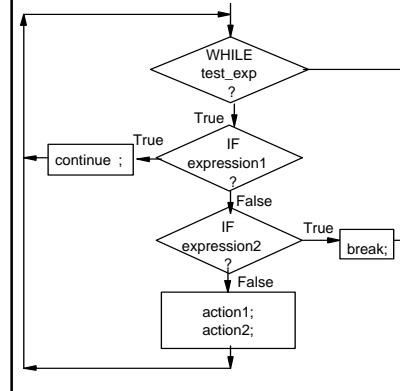 WHILE
test_exp
?
True
IF
expression1
?
True
continue ;
False
IF
expression2
?
True
break;
False
action1;
action2;